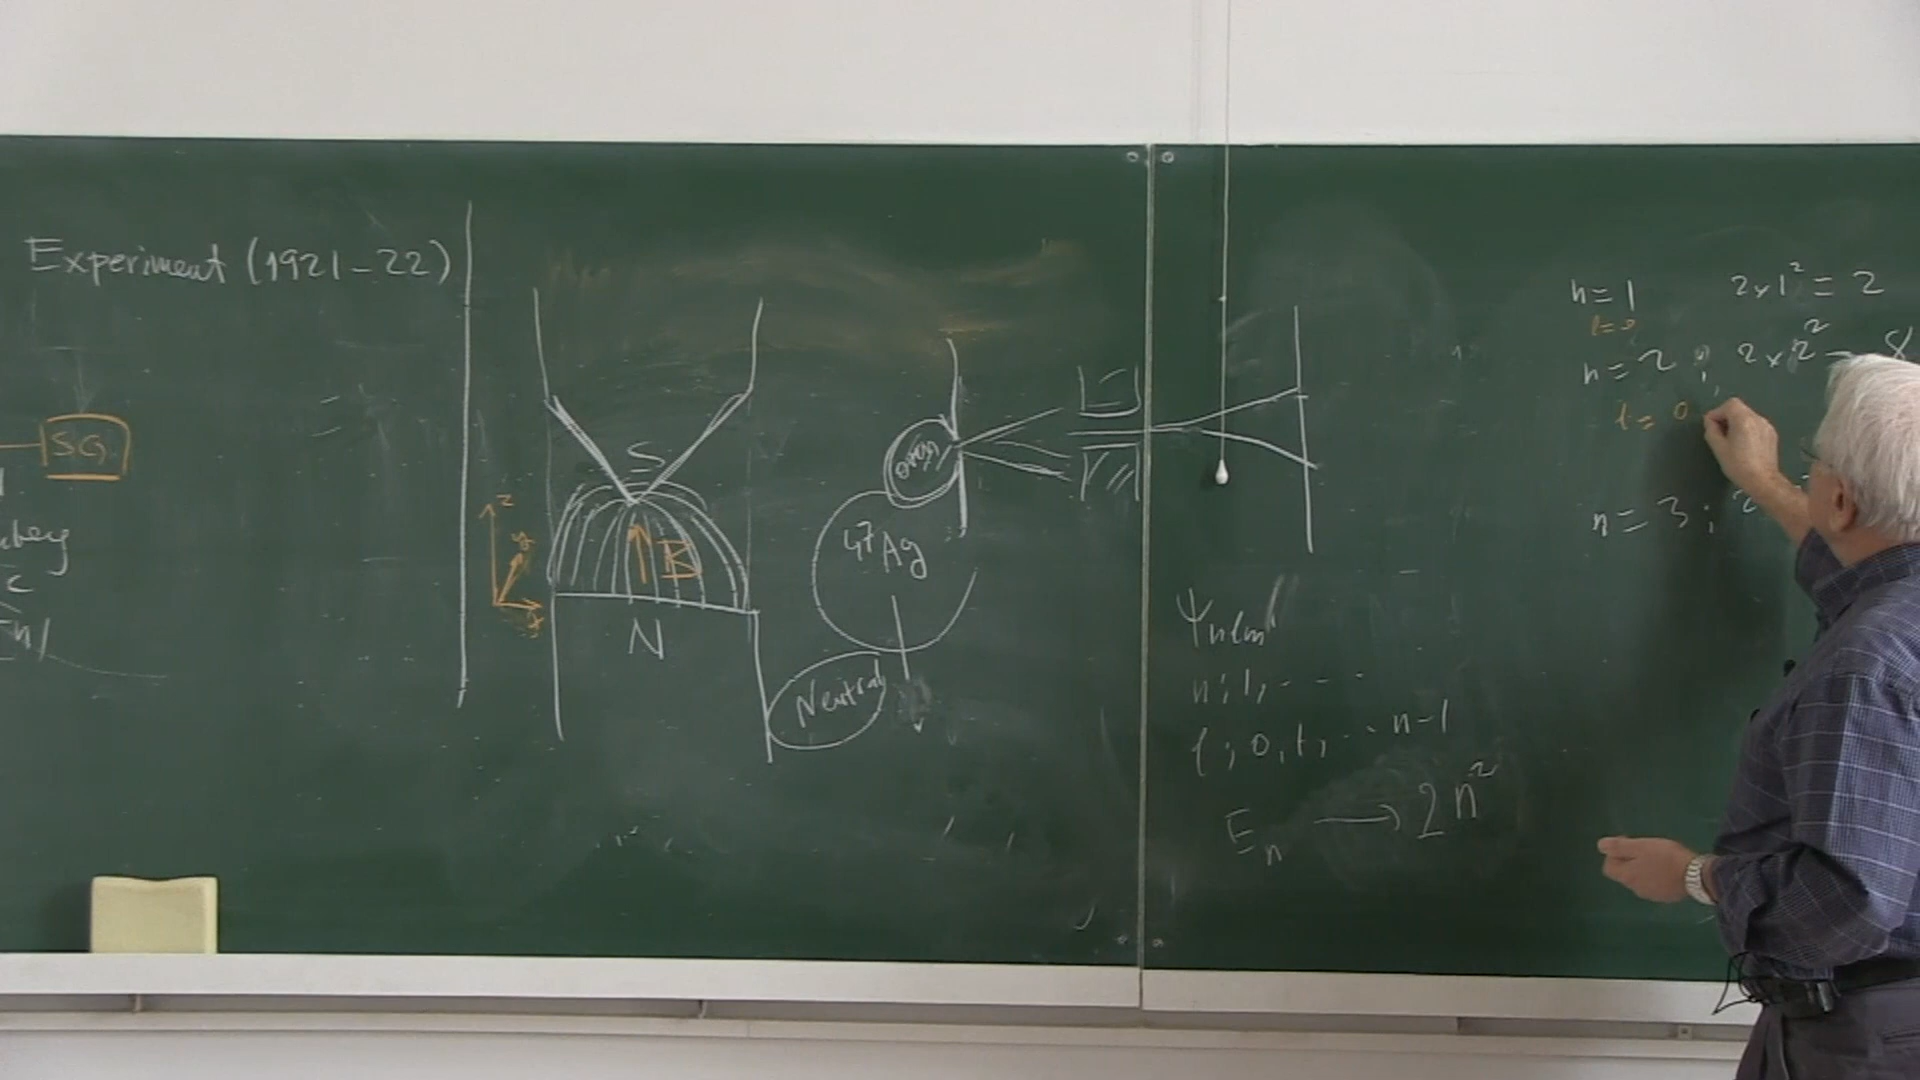 Experiment (1921-22)
SG
S
z
y
B
N
oven
47Ag
Neutral
Ψnlm
n; 1, - - -
l; 0, 1, ... n-1
En → 2n²
n=1 2×1²=2
l=0
n=2; 2×2² - 8
l= 0
n=3; 2